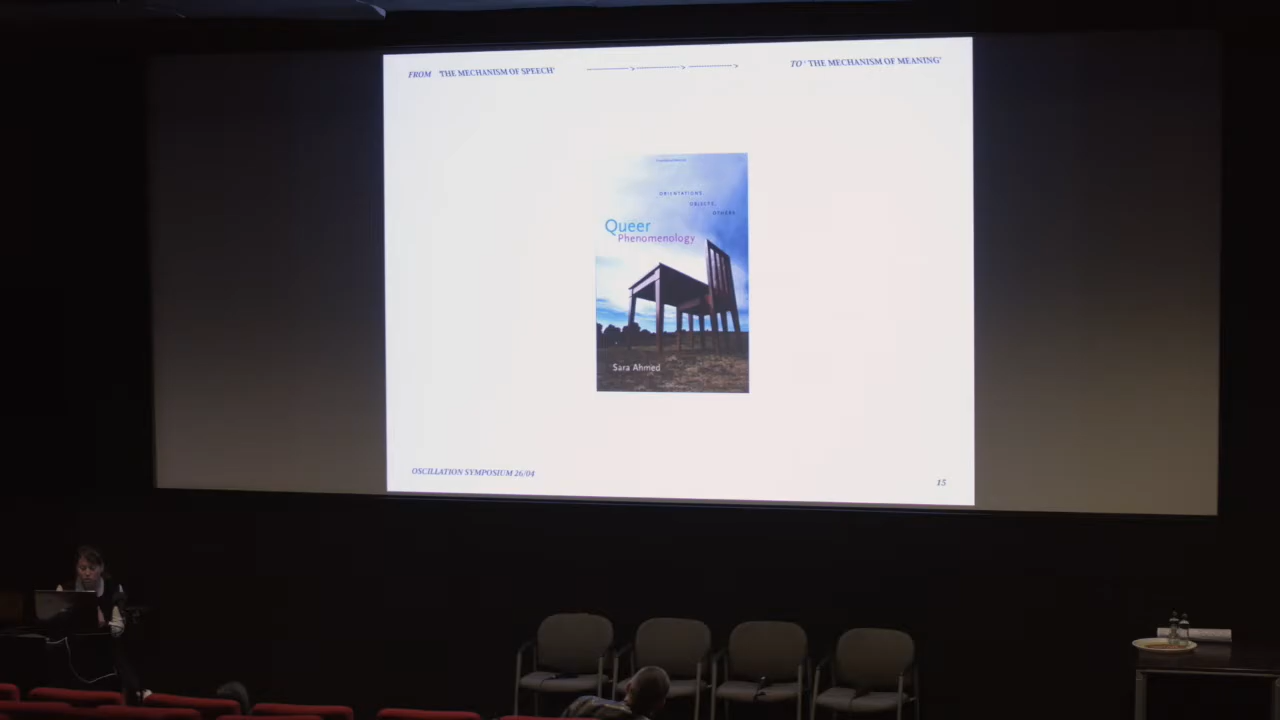 FROM 'THE MECHANISM OF SPEECH'
TO ' THE MECHANISM OF MEANING'
ORIENTATIONS,
OBJECTS,
OTHERS
Queer
Phenomenology
Sara Ahmed
OSCILLATION SYMPOSIUM 26/04
15